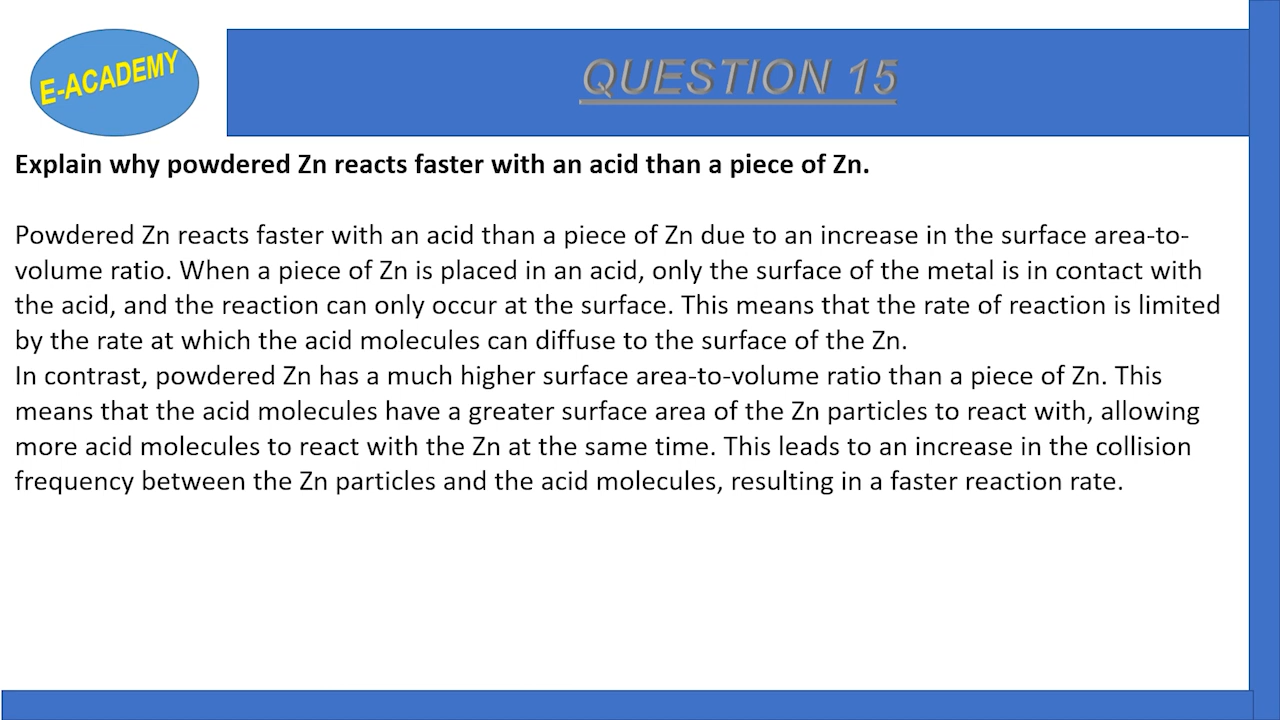 E-ACADEMY
QUESTION 15
Explain why powdered Zn reacts faster with an acid than a piece of Zn.
Powdered Zn reacts faster with an acid than a piece of Zn due to an increase in the surface area-to-
volume ratio. When a piece of Zn is placed in an acid, only the surface of the metal is in contact with
the acid, and the reaction can only occur at the surface. This means that the rate of reaction is limited
by the rate at which the acid molecules can diffuse to the surface of the Zn.
In contrast, powdered Zn has a much higher surface area-to-volume ratio than a piece of Zn. This
means that the acid molecules have a greater surface area of the Zn particles to react with, allowing
more acid molecules to react with the Zn at the same time. This leads to an increase in the collision
frequency between the Zn particles and the acid molecules, resulting in a faster reaction rate.